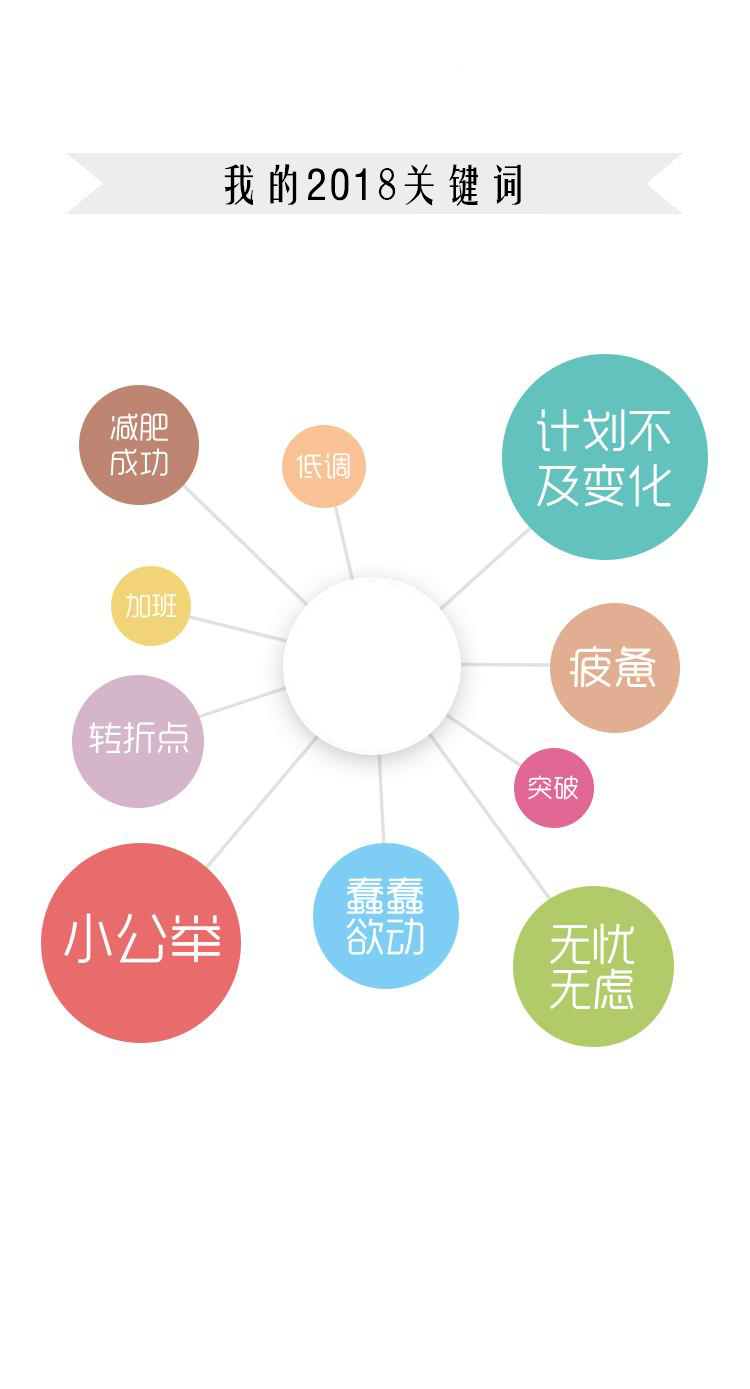 我的2018关键词
减肥
成功
低调
计划不
及变化
加班
疲惫
转折点
突破
小公举
蠢蠢
欲动
无忧
无虑